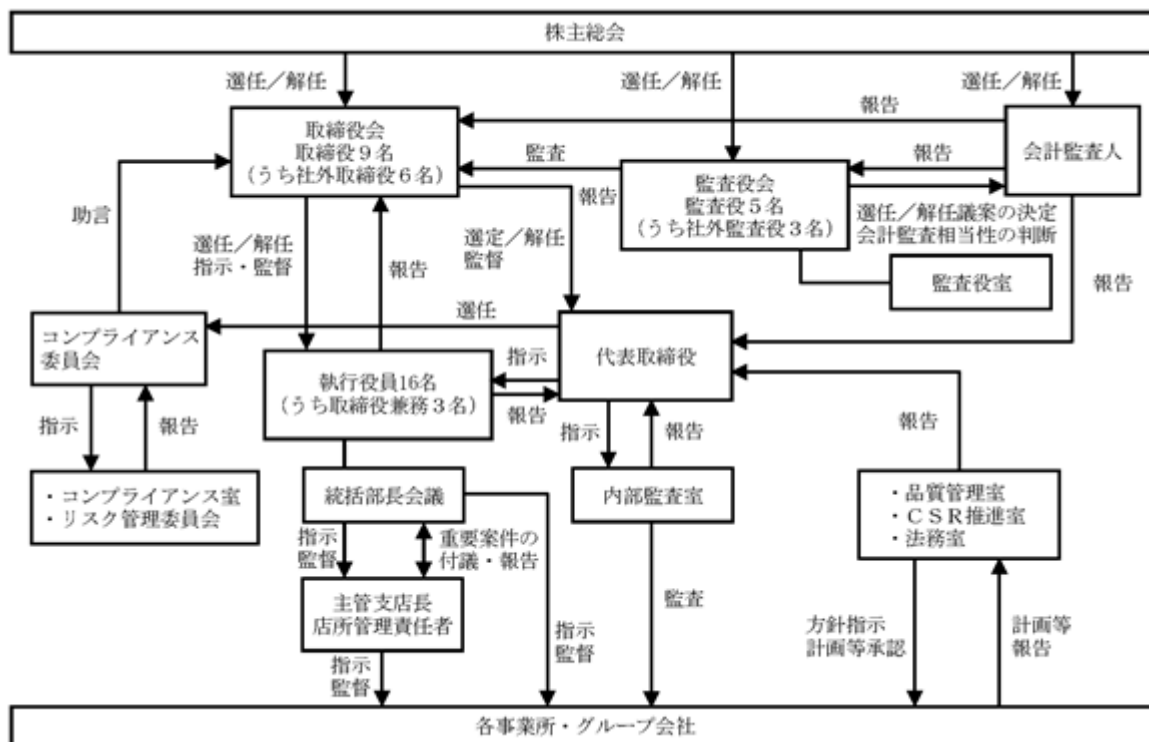 株主総会
選任／解任
選任／解任
選任／解任
報告
取締役会
取締役９名
（うち社外取締役６名）
監査
報告
会計監査人
監査役会
監査役５名
（うち社外監査役３名）
報告
選任／解任議案の決定
会計監査相当性の判断
助言
選任／解任
指示・監督
報告
選定／解任
監督
監査役室
報告
選任
コンプライアンス
委員会
代表取締役
指示
執行役員16名
（うち取締役兼務３名）
報告
指示
報告
指示
報告
報告
・コンプライアンス室
・リスク管理委員会
統括部長会議
内部監査室
・品質管理室
・ＣＳＲ推進室
・法務室
指示
監督
重要案件の
付議・報告
主管支店長
店所管理責任者
監査
指示
監督
方針指示
計画等承認
計画等
報告
指示
監督
各事業所・グループ会社